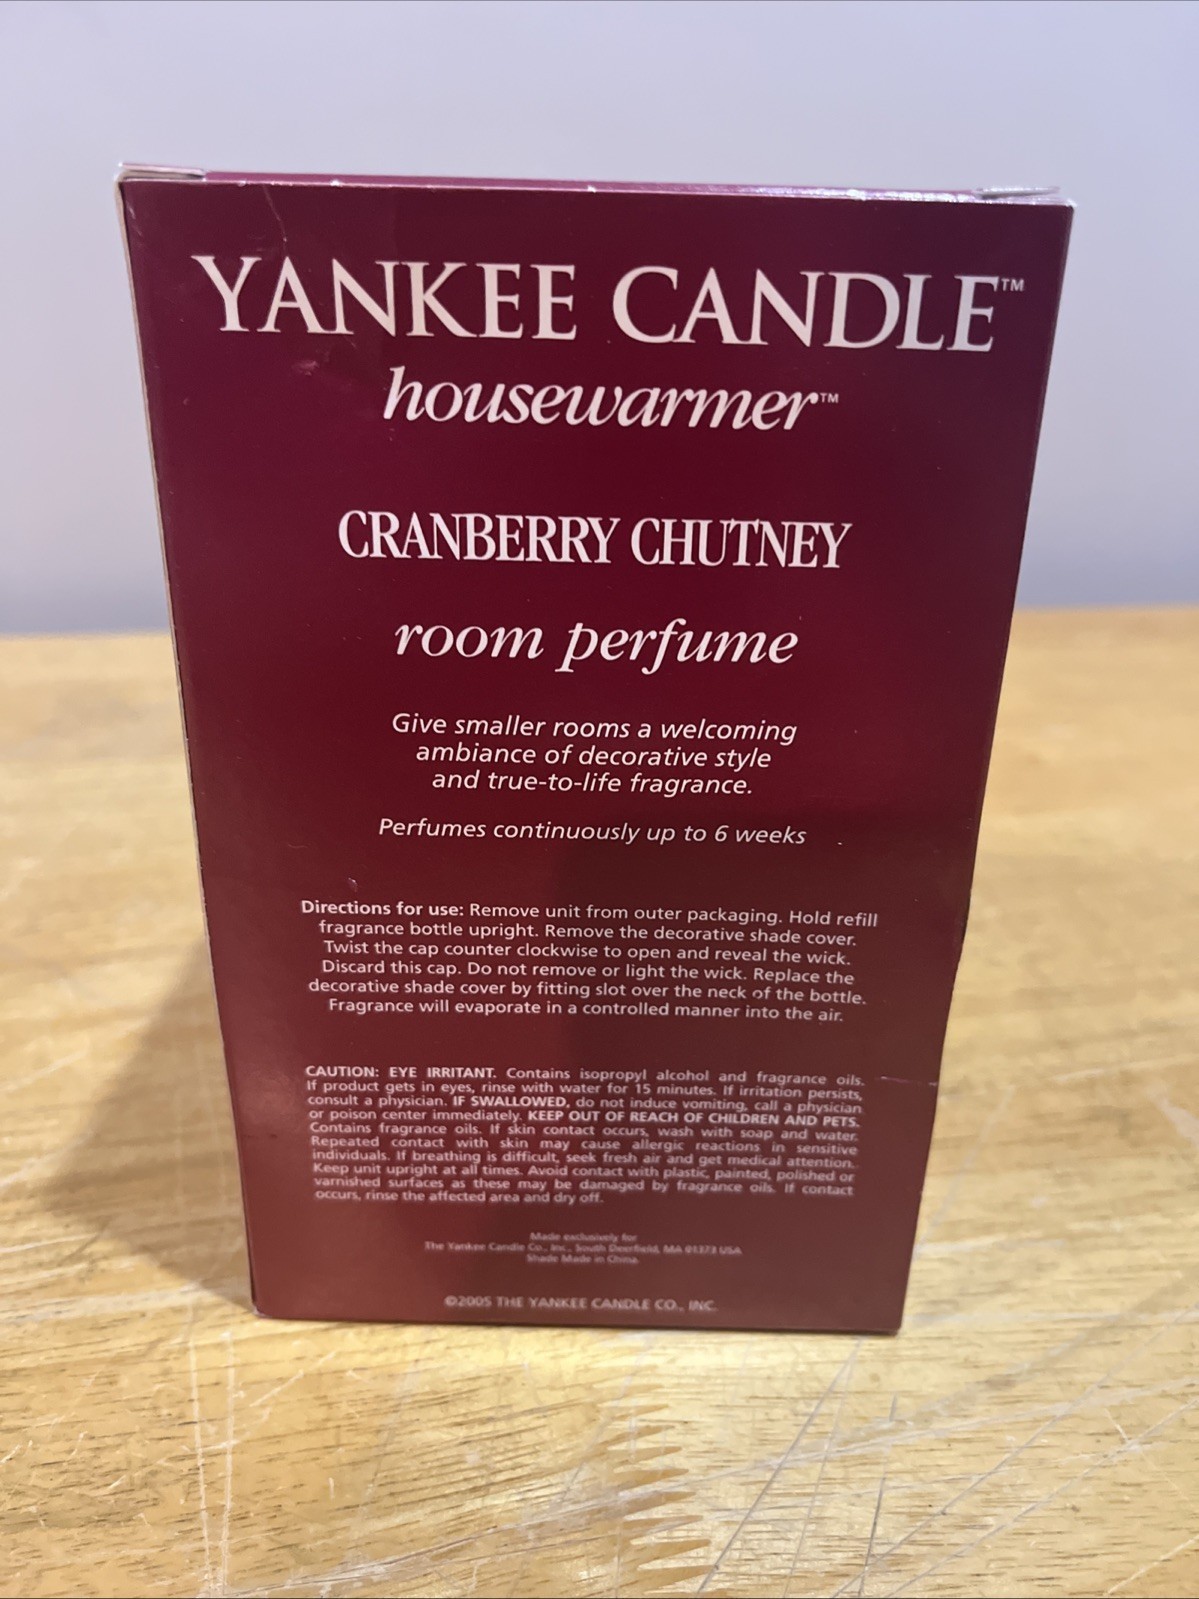 YANKEE CANDLE™
housewarmer™
CRANBERRY CHUTNEY
room perfume
Give smaller rooms a welcoming
ambiance of decorative style
and true-to-life fragrance.
Perfumes continuously up to 6 weeks
Directions for use: Remove unit from outer packaging. Hold refill
fragrance bottle upright. Remove the decorative shade cover.
Twist the cap counter clockwise to open and reveal the wick.
Discard this cap. Do not remove or light the wick. Replace the
decorative shade cover by fitting slot over the neck of the bottle.
Fragrance will evaporate in a controlled manner into the air.
CAUTION: EYE IRRITANT. Contains isopropyl alcohol and fragrance oils.
If product gets in eyes, rinse with water for 15 minutes. If irritation persists,
consult a physician. IF SWALLOWED, do not induce vomiting, call a physician
or poison center immediately. KEEP OUT OF REACH OF CHILDREN AND PETS.
Contains fragrance oils. If skin contact occurs, wash with soap and water.
Repeated contact with skin may cause allergic reactions in sensitive
individuals. If breathing is difficult, seek fresh air and get medical attention.
Keep unit upright at all times. Avoid contact with plastic, painted, polished or
varnished surfaces as these may be damaged by fragrance oils. If contact
occurs, rinse the affected area and dry off.
Made exclusively for
The Yankee Candle Co., Inc., South Deerfield, MA 01373 USA
Shade Made in China.
©2005 THE YANKEE CANDLE CO., INC.